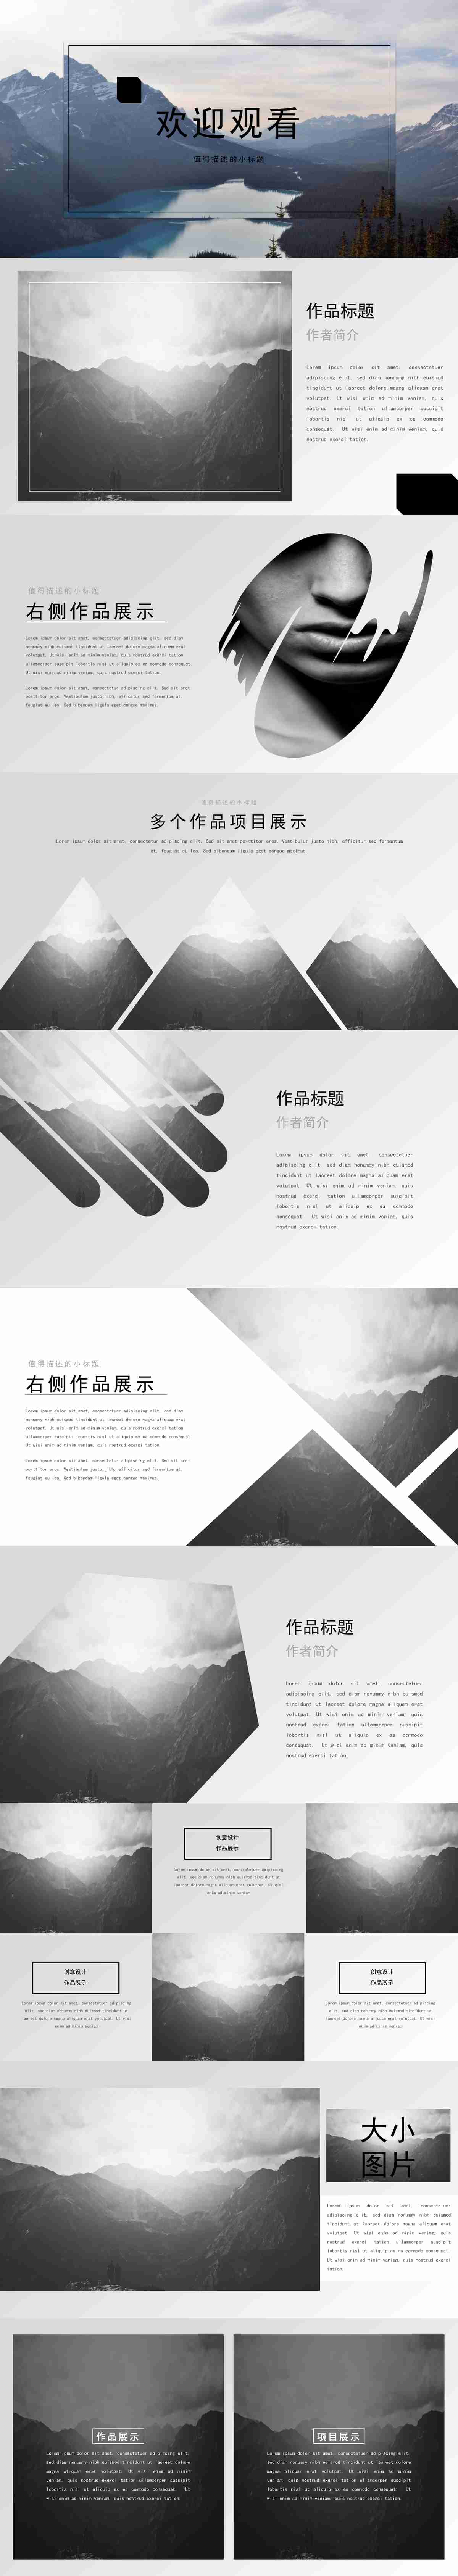 欢迎观看
值得描述的小标题
作品标题
作者简介
Lorem ipsum dolor sit amet, consectetuer
adipiscing elit, sed diam nonummy nibh euismod
tincidunt ut laoreet dolore magna aliquam erat
volutpat. Ut wisi enim ad minim veniam, quis
nostrud exerci tation ullamcorper suscipit
lobortis nisl ut aliquip ex ea commodo
consequat. Ut wisi enim ad minim veniam, quis
nostrud exerci tation.
值得描述的小标题
右侧作品展示
Lorem ipsum dolor sit amet, consectetuer adipiscing elit, sed diam
nonummy nibh euismod tincidunt ut laoreet dolore magna aliquam erat
volutpat. Ut wisi enim ad minim veniam, quis nostrud exerci tation
ullamcorper suscipit lobortis nisl ut aliquip ex ea commodo consequat.
Ut wisi enim ad minim veniam, quis nostrud exerci tation.
Lorem ipsum dolor sit amet, consectetur adipiscing elit. Sed sit amet
porttitor eros. Vestibulum justo nibh, efficitur sed fermentum at,
feugiat eu leo. Sed bibendum ligula eget congue maximus.
值得描述的小标题
多个作品项目展示
Lorem ipsum dolor sit amet, consectetur adipiscing elit. Sed sit amet porttitor eros. Vestibulum justo nibh, efficitur sed fermentum
at, feugiat eu leo. Sed bibendum ligula eget congue maximus.
作品标题
作者简介
Lorem ipsum dolor sit amet, consectetuer
adipiscing elit, sed diam nonummy nibh euismod
tincidunt ut laoreet dolore magna aliquam erat
volutpat. Ut wisi enim ad minim veniam, quis
nostrud exerci tation ullamcorper suscipit
lobortis nisl ut aliquip ex ea commodo
consequat. Ut wisi enim ad minim veniam, quis
nostrud exerci tation.
值得描述的小标题
右侧作品展示
Lorem ipsum dolor sit amet, consectetuer adipiscing elit, sed diam
nonummy nibh euismod tincidunt ut laoreet dolore magna aliquam erat
volutpat. Ut wisi enim ad minim veniam, quis nostrud exerci tation
ullamcorper suscipit lobortis nisl ut aliquip ex ea commodo consequat.
Ut wisi enim ad minim veniam, quis nostrud exerci tation.
Lorem ipsum dolor sit amet, consectetur adipiscing elit. Sed sit amet
porttitor eros. Vestibulum justo nibh, efficitur sed fermentum at,
feugiat eu leo. Sed bibendum ligula eget congue maximus.
作品标题
作者简介
Lorem ipsum dolor sit amet, consectetuer
adipiscing elit, sed diam nonummy nibh euismod
tincidunt ut laoreet dolore magna aliquam erat
volutpat. Ut wisi enim ad minim veniam, quis
nostrud exerci tation ullamcorper suscipit
lobortis nisl ut aliquip ex ea commodo
consequat. Ut wisi enim ad minim veniam, quis
nostrud exerci tation.
创意设计
作品展示
Lorem ipsum dolor sit amet, consectetuer adipiscing
elit, sed diam nonummy nibh euismod tincidunt ut
laoreet dolore magna aliquam erat volutpat. Ut wisi
enim ad minim veniam
创意设计
作品展示
Lorem ipsum dolor sit amet, consectetuer adipiscing
elit, sed diam nonummy nibh euismod tincidunt ut
laoreet dolore magna aliquam erat volutpat. Ut wisi
enim ad minim veniam
创意设计
作品展示
Lorem ipsum dolor sit amet, consectetuer adipiscing
elit, sed diam nonummy nibh euismod tincidunt ut
laoreet dolore magna aliquam erat volutpat. Ut wisi
enim ad minim veniam
大小
图片
Lorem ipsum dolor sit amet, consectetuer
adipiscing elit, sed diam nonummy nibh euismod
tincidunt ut laoreet dolore magna aliquam erat
volutpat. Ut wisi enim ad minim veniam, quis
nostrud exerci tation ullamcorper suscipit
lobortis nisl ut aliquip ex ea commodo consequat.
Ut wisi enim ad minim veniam, quis nostrud exerci
tation.
作品展示
Lorem ipsum dolor sit amet, consectetuer adipiscing elit,
sed diam nonummy nibh euismod tincidunt ut laoreet dolore
magna aliquam erat volutpat. Ut wisi enim ad minim
veniam, quis nostrud exerci tation ullamcorper suscipit
lobortis nisl ut aliquip ex ea commodo consequat. Ut
wisi enim ad minim veniam, quis nostrud exerci tation.
项目展示
Lorem ipsum dolor sit amet, consectetuer adipiscing elit,
sed diam nonummy nibh euismod tincidunt ut laoreet dolore
magna aliquam erat volutpat. Ut wisi enim ad minim
veniam, quis nostrud exerci tation ullamcorper suscipit
lobortis nisl ut aliquip ex ea commodo consequat. Ut
wisi enim ad minim veniam, quis nostrud exerci tation.